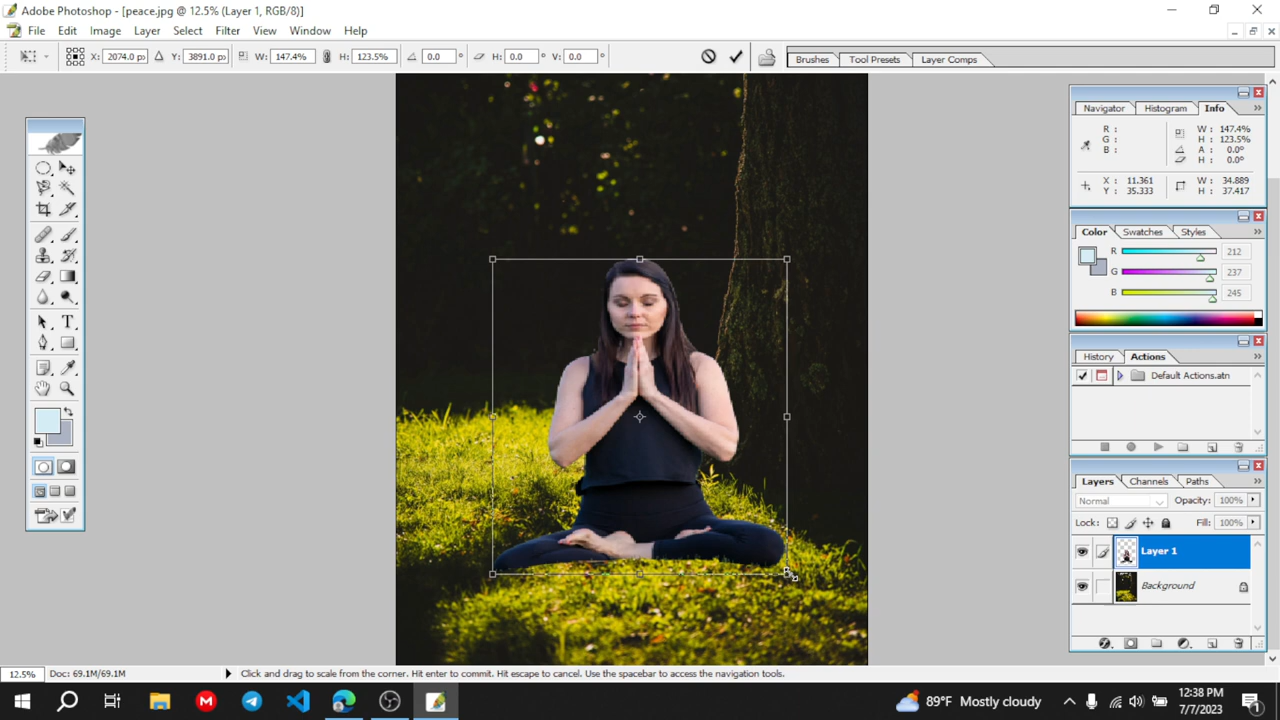 Adobe Photoshop - [peace.jpg @ 12.5% (Layer 1, RGB/8)]
File Edit Image Layer Select Filter View Window Help
X: 2074.0 p Y: 3891.0 p W: 147.4% H: 123.5% 0.0 ° H: 0.0 ° V: 0.0 ° Brushes Tool Presets Layer Comps
Navigator Histogram Info
R : W : 147.4%
G : H : 123.5%
B : A : 0.0°
H : 0.0°
X : 11.361 W : 34.889
Y : 35.333 H : 37.417
Color Swatches Styles
R 212
G 237
B 245
T
History Actions
Default Actions.atn
Layers Channels Paths
Normal Opacity: 100%
Lock: Fill: 100%
Layer 1
Background
12.5% Doc: 69.1M/69.1M Click and drag to scale from the corner. Hit enter to commit. Hit escape to cancel. Use the spacebar to access the navigation tools.
M 89°F Mostly cloudy 12:38 PM
7/7/2023 1